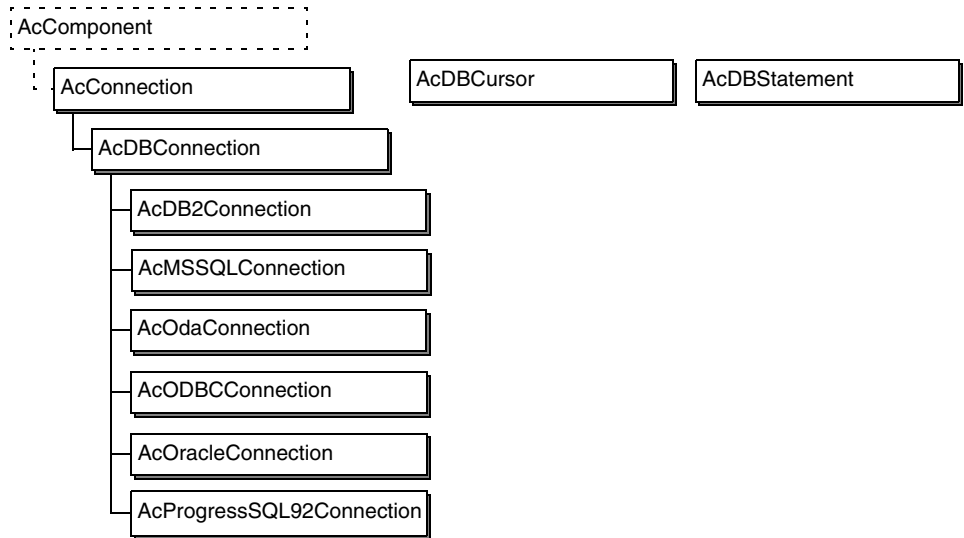 AcComponent
AcConnection
AcDBCursor
AcDBStatement
AcDBConnection
AcDB2Connection
AcMSSQLConnection
AcOdaConnection
AcODBCConnection
AcOracleConnection
AcProgressSQL92Connection